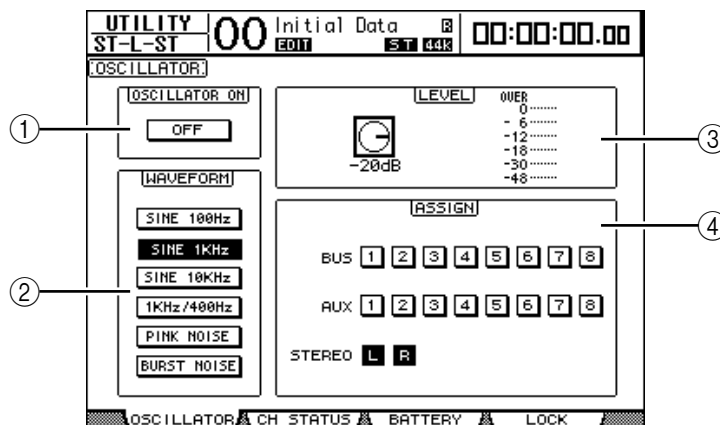 UTILITY
ST-L-ST
00
Initial Data
EDIT
ST 44K
00:00:00.00
OSCILLATOR
OSCILLATOR ON
OFF
①
WAVEFORM
SINE 100Hz
SINE 1KHz
SINE 10KHz
1KHz/400Hz
PINK NOISE
BURST NOISE
②
LEVEL
-20dB
OVER
0
- 6
-12
-18
-30
-48
③
ASSIGN
④
BUS 1 2 3 4 5 6 7 8
AUX 1 2 3 4 5 6 7 8
STEREO L R
OSCILLATOR CH STATUS BATTERY LOCK